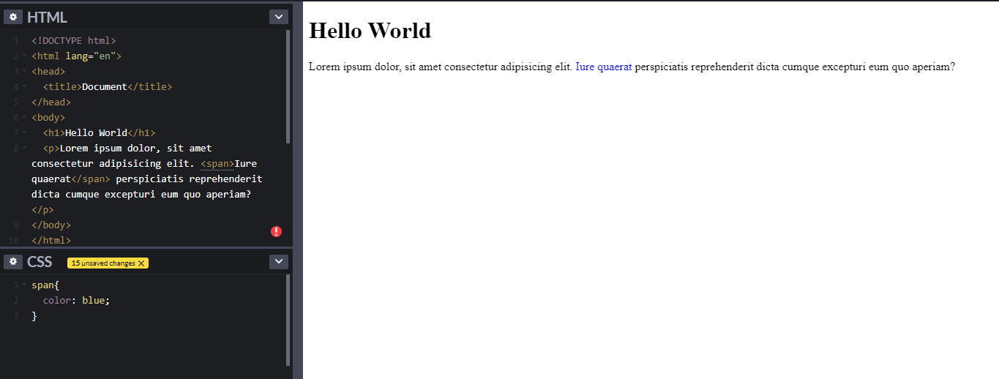 HTML
1 <!DOCTYPE html>
2 <html lang="en">
3 <head>
4 <title>Document</title>
5 </head>
6 <body>
7 <h1>Hello World</h1>
8 <p>Lorem ipsum dolor, sit amet
consectetur adipisicing elit. <span>Iure
quaerat</span> perspiciatis reprehenderit
dicta cumque excepturi eum quo aperiam?
</p>
9 </body>
10 </html>
CSS 15 unsaved changes X
1 span{
2 color: blue;
3 }
Hello World
Lorem ipsum dolor, sit amet consectetur adipisicing elit. Iure quaerat perspiciatis reprehenderit dicta cumque excepturi eum quo aperiam?